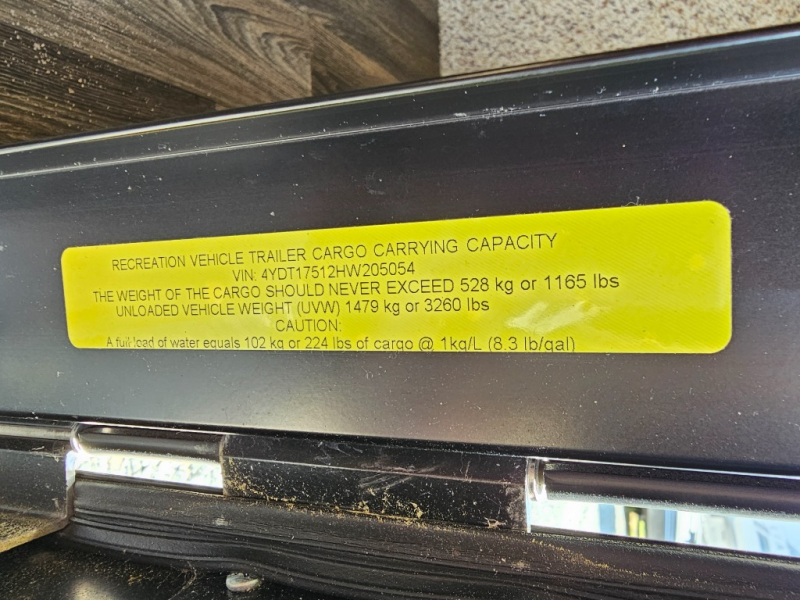 RECREATION VEHICLE TRAILER CARGO CARRYING CAPACITY
VIN: 4YDT17512HW205054
THE WEIGHT OF THE CARGO SHOULD NEVER EXCEED 528 kg or 1165 lbs
UNLOADED VEHICLE WEIGHT (UVW) 1479 kg or 3260 lbs
CAUTION:
A full load of water equals 102 kg or 224 lbs of cargo @ 1kg/L (8.3 lb/gal)